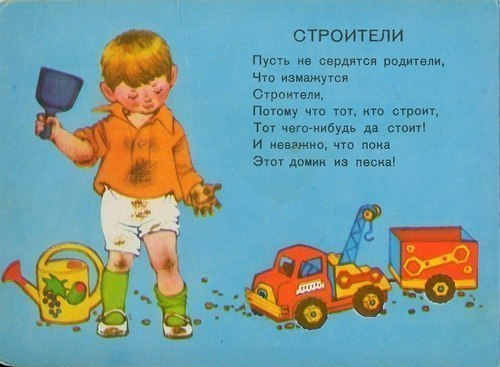 СТРОИТЕЛИ
Пусть не сердятся родители,
Что измажутся
Строители,
Потому что тот, кто строит,
Тот чего-нибудь да стоит!
И неважно, что пока
Этот домик из песка!